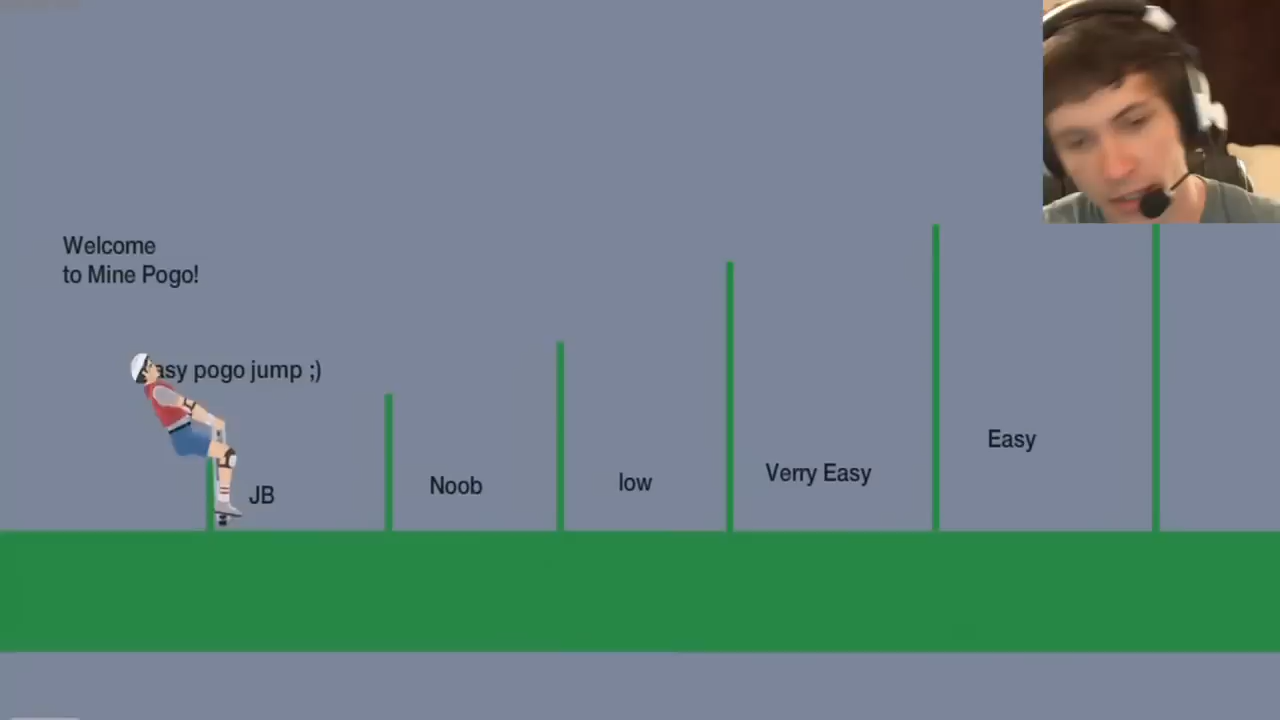 Welcome
to Mine Pogo!
asy pogo jump ;)
JB
Noob
low
Verry Easy
Easy